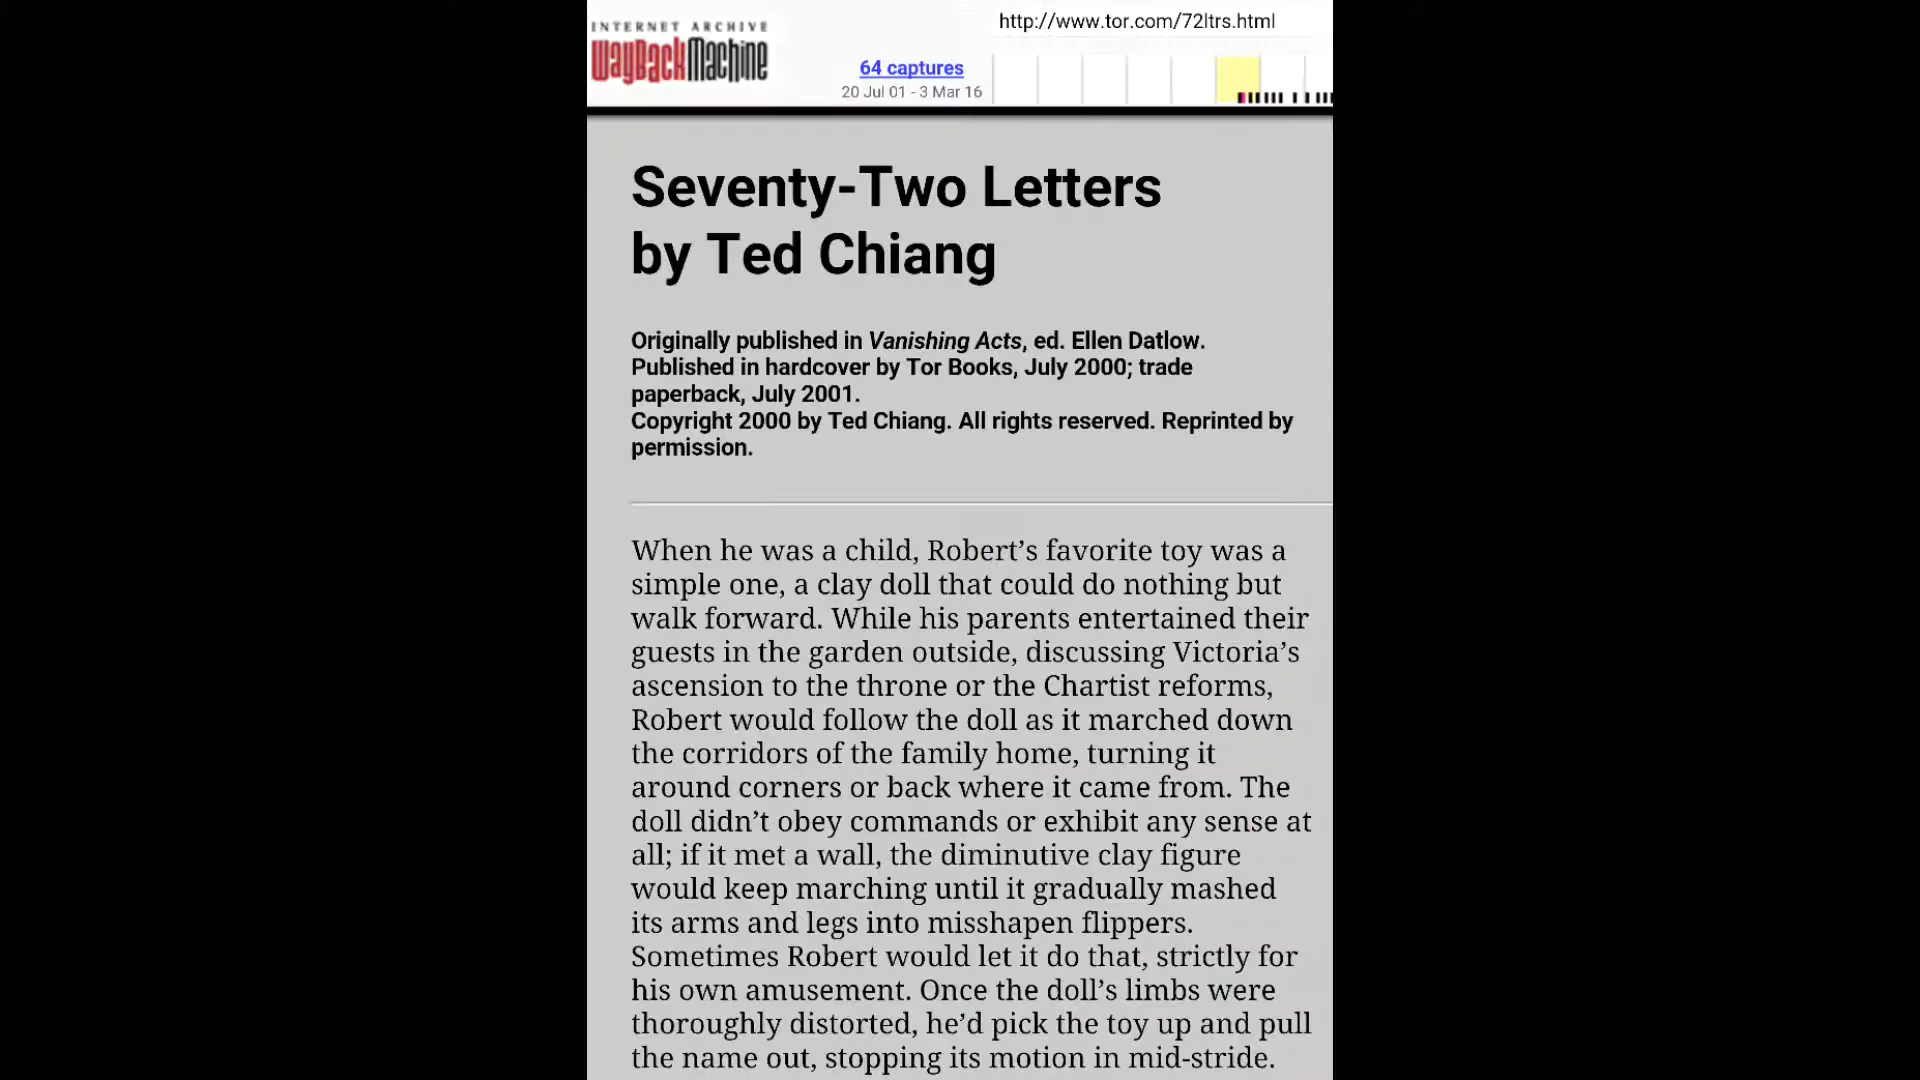 INTERNET ARCHIVE
WayBackMachine
http://www.tor.com/72ltrs.html
64 captures
20 Jul 01 - 3 Mar 16
Seventy-Two Letters
by Ted Chiang
Originally published in Vanishing Acts, ed. Ellen Datlow.
Published in hardcover by Tor Books, July 2000; trade
paperback, July 2001.
Copyright 2000 by Ted Chiang. All rights reserved. Reprinted by
permission.
When he was a child, Robert’s favorite toy was a
simple one, a clay doll that could do nothing but
walk forward. While his parents entertained their
guests in the garden outside, discussing Victoria’s
ascension to the throne or the Chartist reforms,
Robert would follow the doll as it marched down
the corridors of the family home, turning it
around corners or back where it came from. The
doll didn’t obey commands or exhibit any sense at
all; if it met a wall, the diminutive clay figure
would keep marching until it gradually mashed
its arms and legs into misshapen flippers.
Sometimes Robert would let it do that, strictly for
his own amusement. Once the doll’s limbs were
thoroughly distorted, he’d pick the toy up and pull
the name out, stopping its motion in mid-stride.